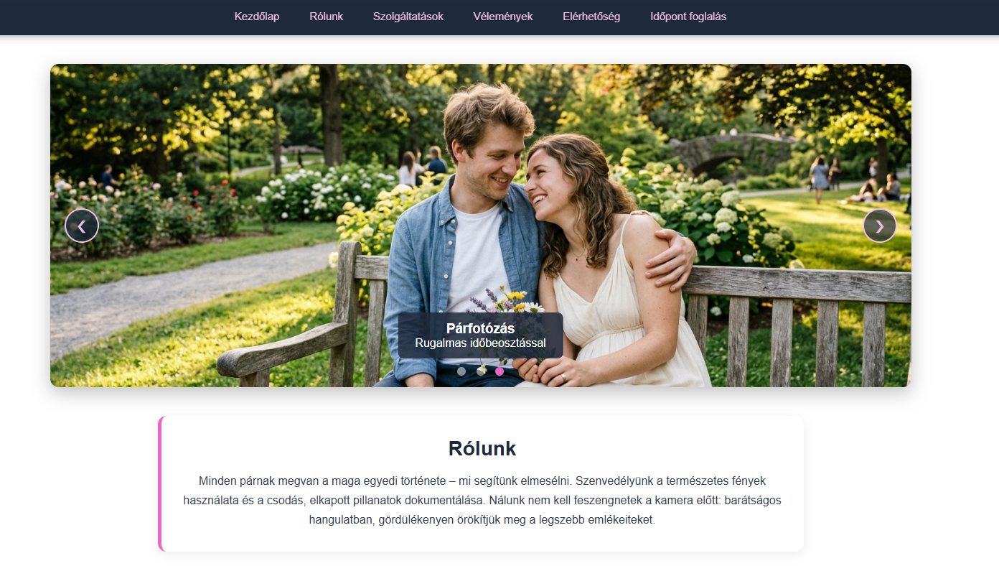 Kezdőlap Rólunk Szolgáltatások Vélemények Elérhetőség Időpont foglalás
Párfotózás
Rugalmas időbeosztással
Rólunk
Minden párnak megvan a maga egyedi története – mi segítünk elmesélni. Szenvedélyünk a természetes fények
használata és a csodás, elkapott pillanatok dokumentálása. Nálunk nem kell feszengnetek a kamera előtt: barátságos
hangulatban, gördülékenyen örökítjük meg a legszebb emlékeiteket.